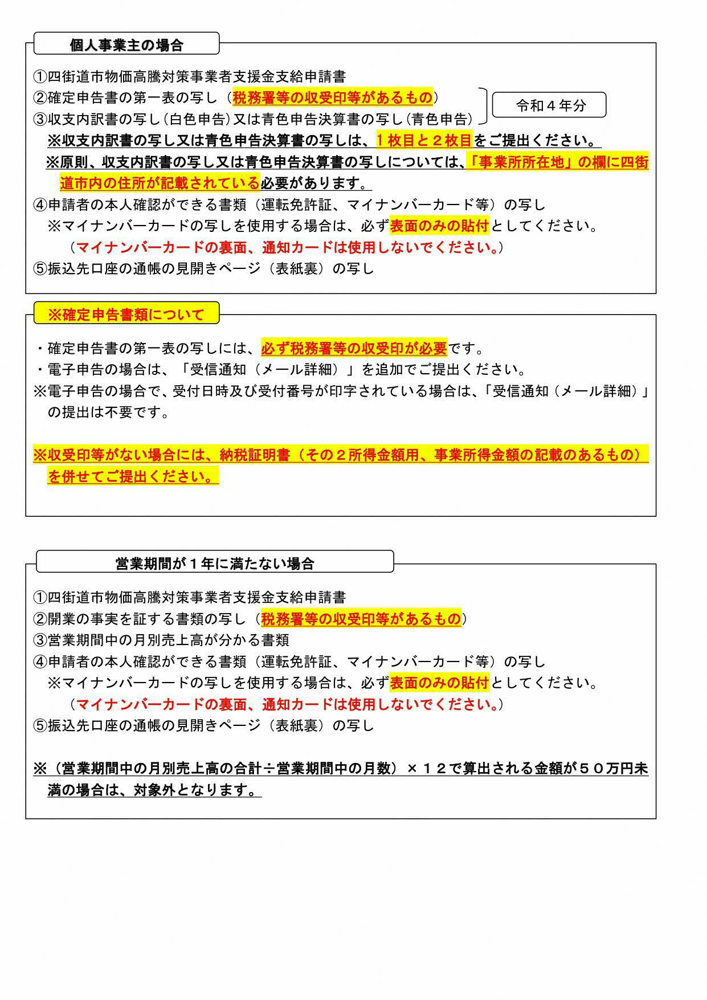 個人事業主の場合
①四街道市物価高騰対策事業者支援金支給申請書
②確定申告書の第一表の写し（税務署等の収受印等があるもの）
③収支内訳書の写し(白色申告)又は青色申告決算書の写し(青色申告)
令和４年分
※収支内訳書の写し又は青色申告決算書の写しは、１枚目と２枚目をご提出ください。
※原則、収支内訳書の写し又は青色申告決算書の写しについては、「事業所所在地」の欄に四街
道市内の住所が記載されている必要があります。
④申請者の本人確認ができる書類（運転免許証、マイナンバーカード等）の写し
※マイナンバーカードの写しを使用する場合は、必ず表面のみの貼付としてください。
（マイナンバーカードの裏面、通知カードは使用しないでください。）
⑤振込先口座の通帳の見開きページ（表紙裏）の写し
※確定申告書類について
・確定申告書の第一表の写しには、必ず税務署等の収受印が必要です。
・電子申告の場合は、「受信通知（メール詳細）」を追加でご提出ください。
※電子申告の場合で、受付日時及び受付番号が印字されている場合は、「受信通知（メール詳細）」
の提出は不要です。
※収受印等がない場合には、納税証明書（その２所得金額用、事業所得金額の記載のあるもの）
を併せてご提出ください。
営業期間が１年に満たない場合
①四街道市物価高騰対策事業者支援金支給申請書
②開業の事実を証する書類の写し（税務署等の収受印等があるもの）
③営業期間中の月別売上高が分かる書類
④申請者の本人確認ができる書類（運転免許証、マイナンバーカード等）の写し
※マイナンバーカードの写しを使用する場合は、必ず表面のみの貼付としてください。
（マイナンバーカードの裏面、通知カードは使用しないでください。）
⑤振込先口座の通帳の見開きページ（表紙裏）の写し
※（営業期間中の月別売上高の合計÷営業期間中の月数）×１２で算出される金額が５０万円未
満の場合は、対象外となります。